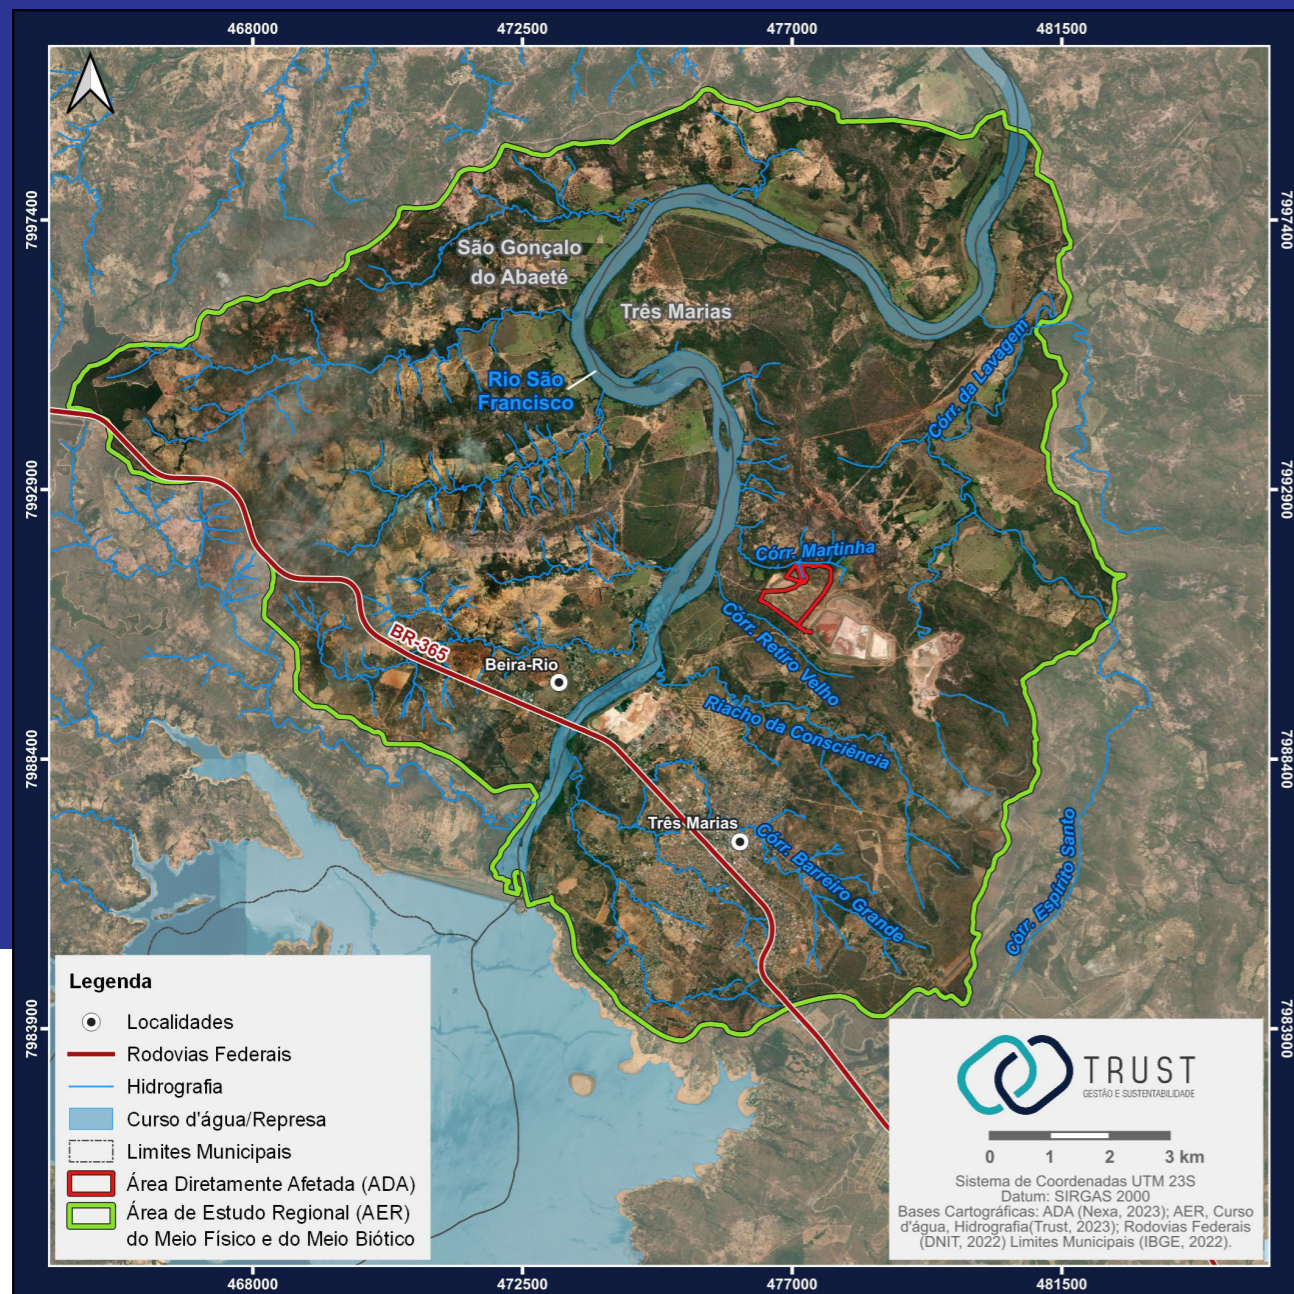 468000 472500 477000 481500
7997400 7997400
São Gonçalo
do Abaeté
Três Marias
Rio São
Francisco
Córr. da Lavagem
7992900 7992900
Córr. Martinha
Córr. Retiro Velho
BR-365
Beira-Rio
Riacho da Consciência
7988400 7988400
Três Marias
Córr. Barreiro Grande
Córr. Espírito Santo
7983900 7983900
Legenda
Localidades
Rodovias Federais
Hidrografia
Curso d'água/Represa
Limites Municipais
Área Diretamente Afetada (ADA)
Área de Estudo Regional (AER)
do Meio Físico e do Meio Biótico
TRUST
GESTÃO E SUSTENTABILIDADE
0 1 2 3 km
Sistema de Coordenadas UTM 23S
Datum: SIRGAS 2000
Bases Cartográficas: ADA (Nexa, 2023); AER, Curso
d'água, Hidrografia(Trust, 2023); Rodovias Federais
(DNIT, 2022) Limites Municipais (IBGE, 2022).
468000 472500 477000 481500